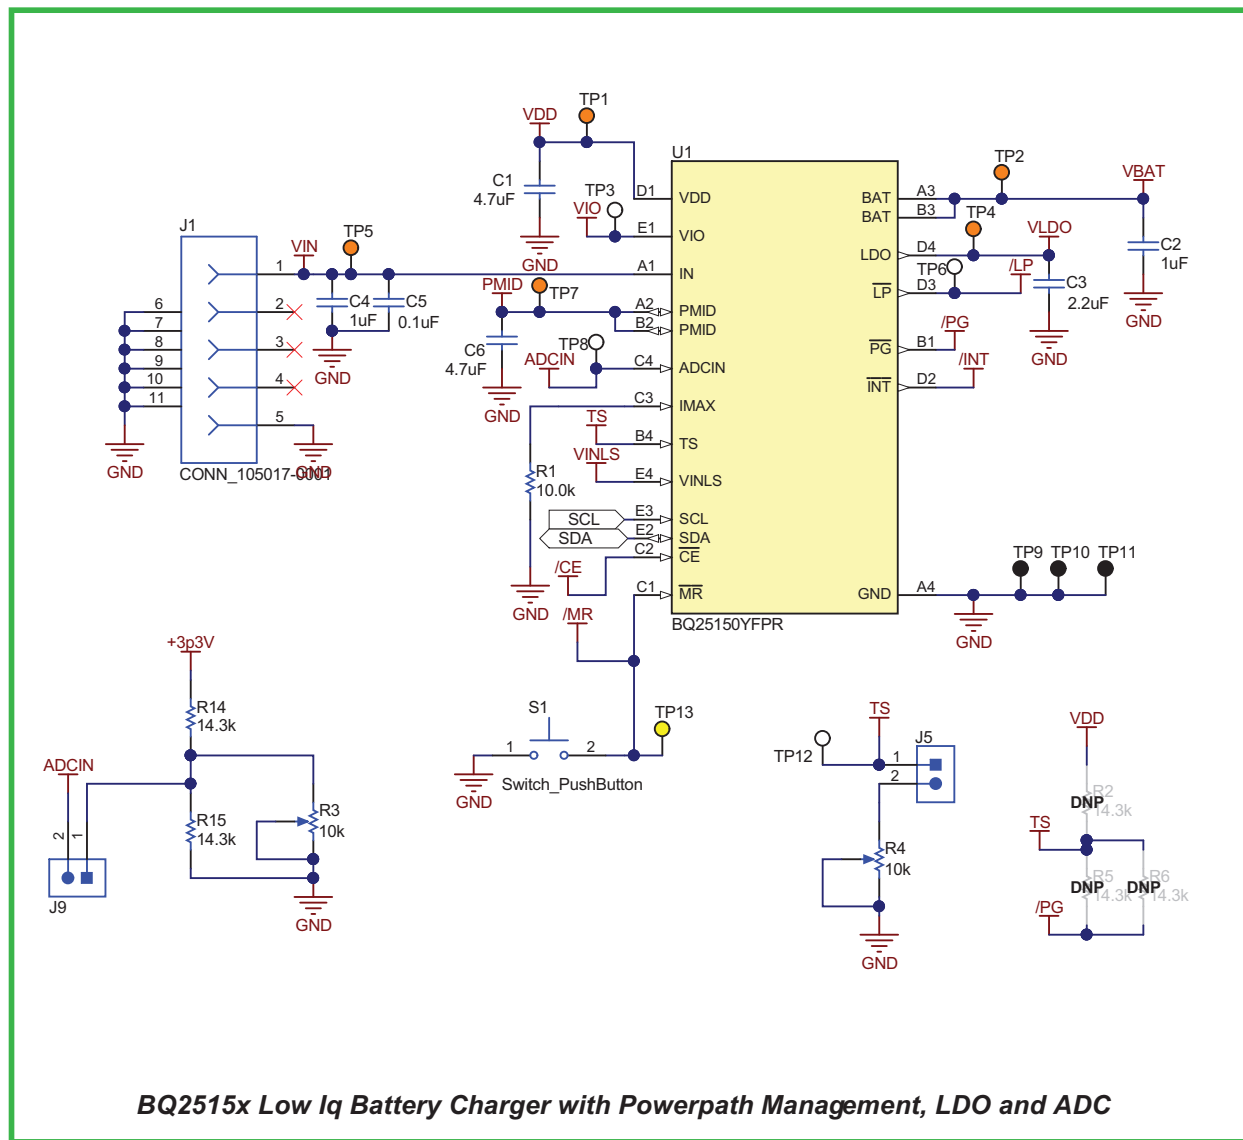 VDD
TP1
C1
4.7uF
GND
TP3
VIO
U1
D1 VDD
E1 VIO
A1 IN
A2 PMID
B2 PMID
C4 ADCIN
C3 IMAX
B4 TS
E4 VINLS
E3 SCL
E2 SDA
C2 CE
C1 MR
BAT A3
BAT B3
LDO D4
LP D3
PG B1
INT D2
GND A4
BQ25150YFPR
TP2
VBAT
C2
1uF
GND
TP4
VLDO
TP6
/LP
C3
2.2uF
GND
/PG
/INT
TP9 TP10 TP11
GND
J1
1
2
3
4
5
6
7
8
9
10
11
GND
GND
CONN_105017-0001
VIN
TP5
C4
1uF
C5
0.1uF
GND
PMID
TP7
C6
4.7uF
GND
TP8
ADCIN
TS
VINLS
R1
10.0k
GND
SCL
SDA
/CE
/MR
S1
1
2
TP13
GND
Switch_PushButton
+3p3V
R14
14.3k
ADCIN
R15
14.3k
R3
10k
2
1
J9
GND
TS
TP12
J5
1
2
R4
10k
GND
VDD
R2
DNP
14.3k
TS
R5
DNP
14.3k
R6
DNP
14.3k
/PG
BQ2515x Low Iq Battery Charger with Powerpath Management, LDO and ADC